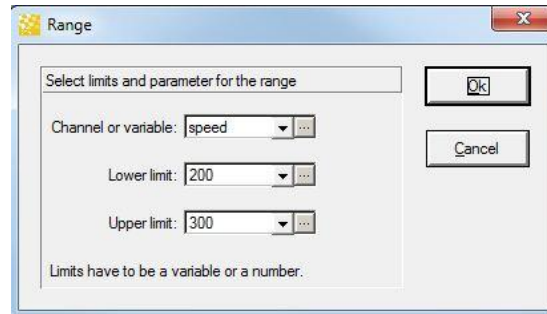 Range
Select limits and parameter for the range
Ok
Channel or variable: speed
Cancel
Lower limit: 200
Upper limit: 300
Limits have to be a variable or a number.